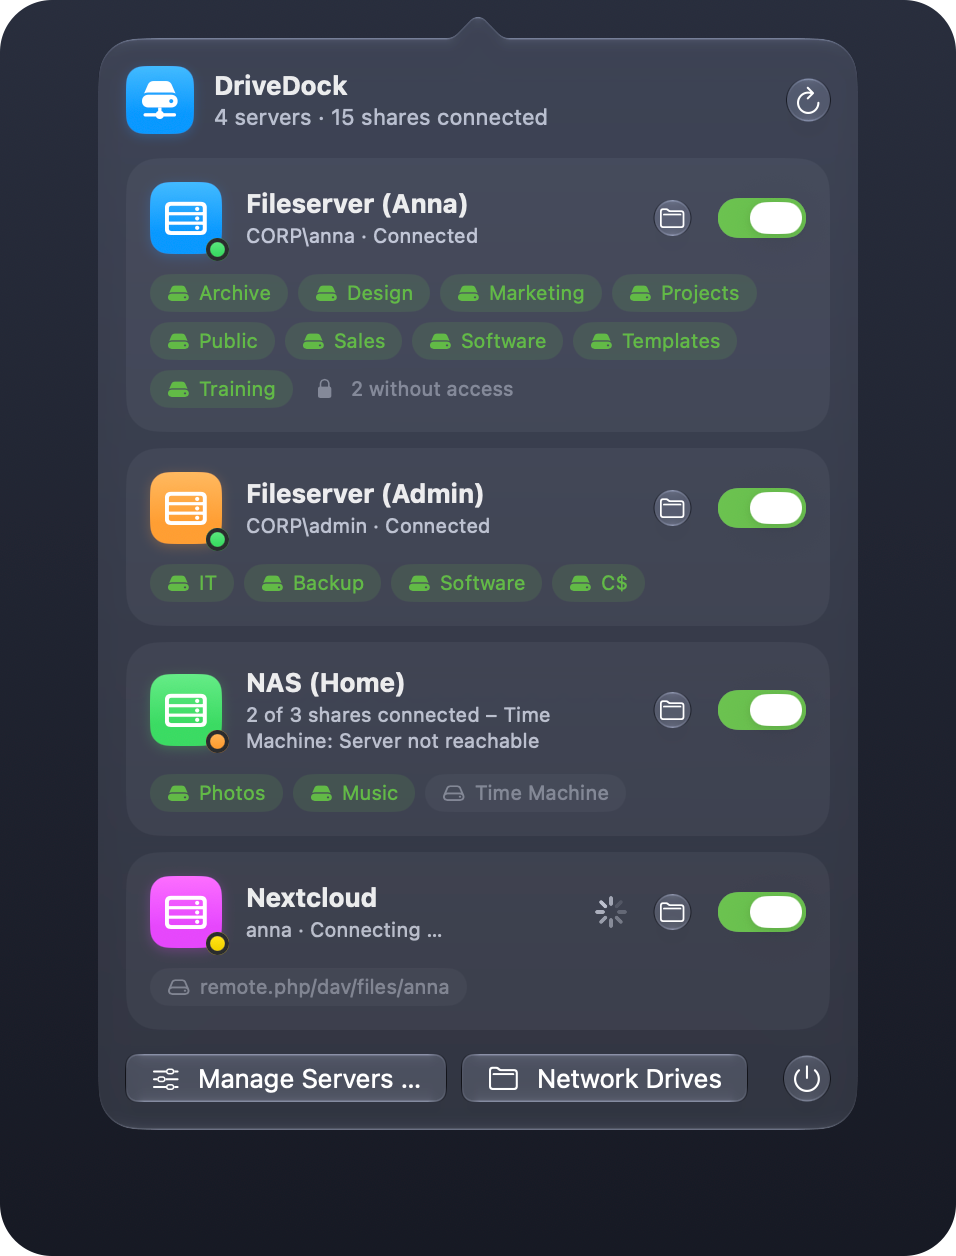 DriveDock
4 servers · 15 shares connected
Fileserver (Anna)
CORP\anna · Connected
Archive Design Marketing Projects
Public Sales Software Templates
Training 2 without access
Fileserver (Admin)
CORP\admin · Connected
IT Backup Software C$
NAS (Home)
2 of 3 shares connected – Time
Machine: Server not reachable
Photos Music Time Machine
Nextcloud
anna · Connecting ...
remote.php/dav/files/anna
Manage Servers ... Network Drives